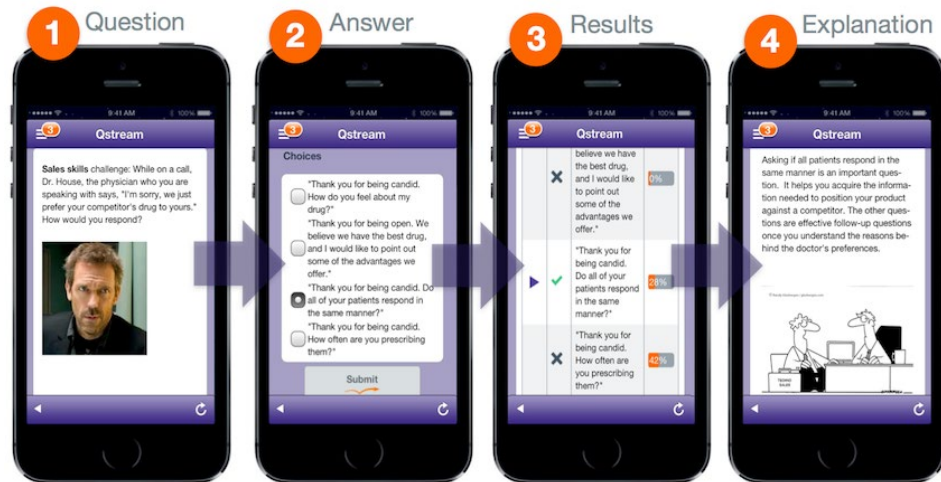 1 Question
2 Answer
3 Results
4 Explanation
9:41 AM
100%
3
Qstream
Sales skills challenge: While on a call,
Dr. House, the physician who you are
speaking with says, "I'm sorry, we just
prefer your competitor's drug to yours."
How would you respond?
9:41 AM
100%
3
Qstream
Choices
"Thank you for being candid.
How do you feel about my
drug?"
"Thank you for being open. We
believe we have the best drug,
and I would like to point out
some of the advantages we
offer."
"Thank you for being candid. Do
all of your patients respond in
the same manner?"
"Thank you for being candid.
How often are you prescribing
them?"
Submit
9:41 AM
100%
3
Qstream
believe we have
the best drug,
and I would like
to point out
some of the
advantages we
offer."
0%
"Thank you for
being candid.
Do all of your
patients respond
in the same
manner?"
28%
"Thank you for
being candid.
How often are
you prescribing
them?"
42%
9:41 AM
100%
3
Qstream
Asking if all patients respond in the
same manner is an important ques-
tion. It helps you acquire the informa-
tion needed to position your product
against a competitor. The other ques-
tions are effective follow-up questions
once you understand the reasons be-
hind the doctor's preferences.